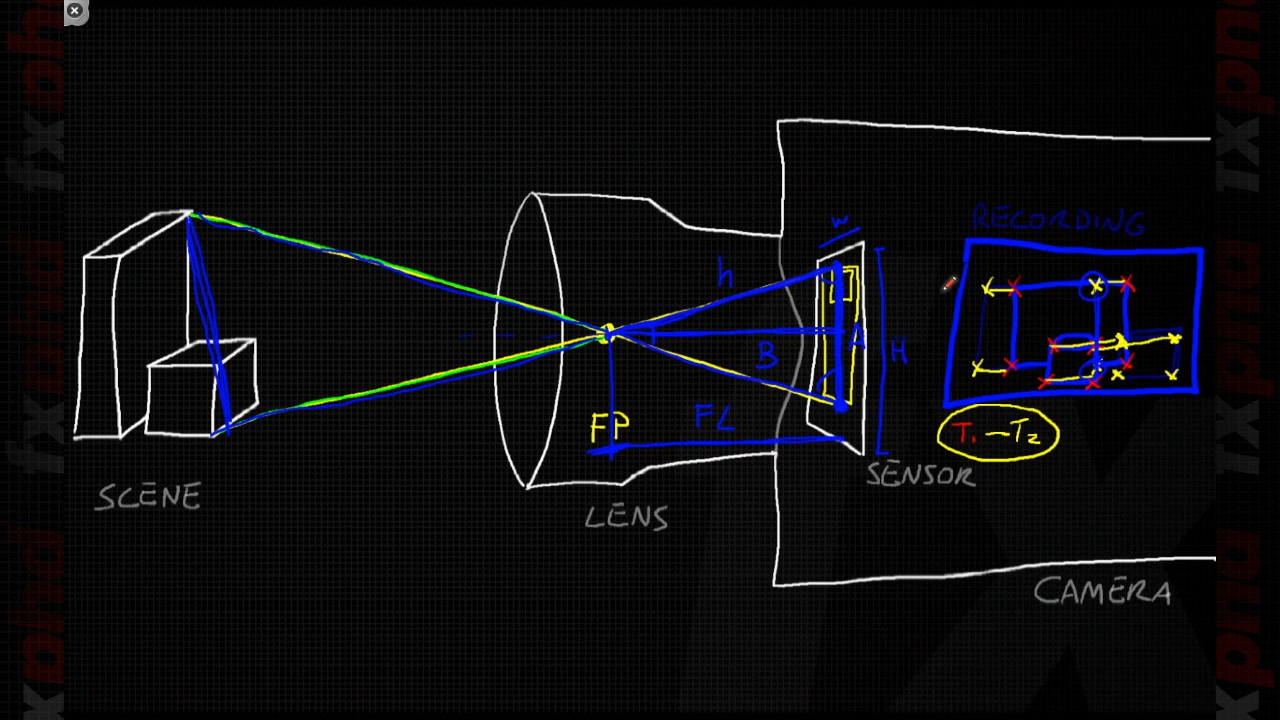 RECORDING
w
h
A
H
B
FP
FL
T1 - T2
SCENE
SENSOR
LENS
CAMERA
fxphd
fxphd